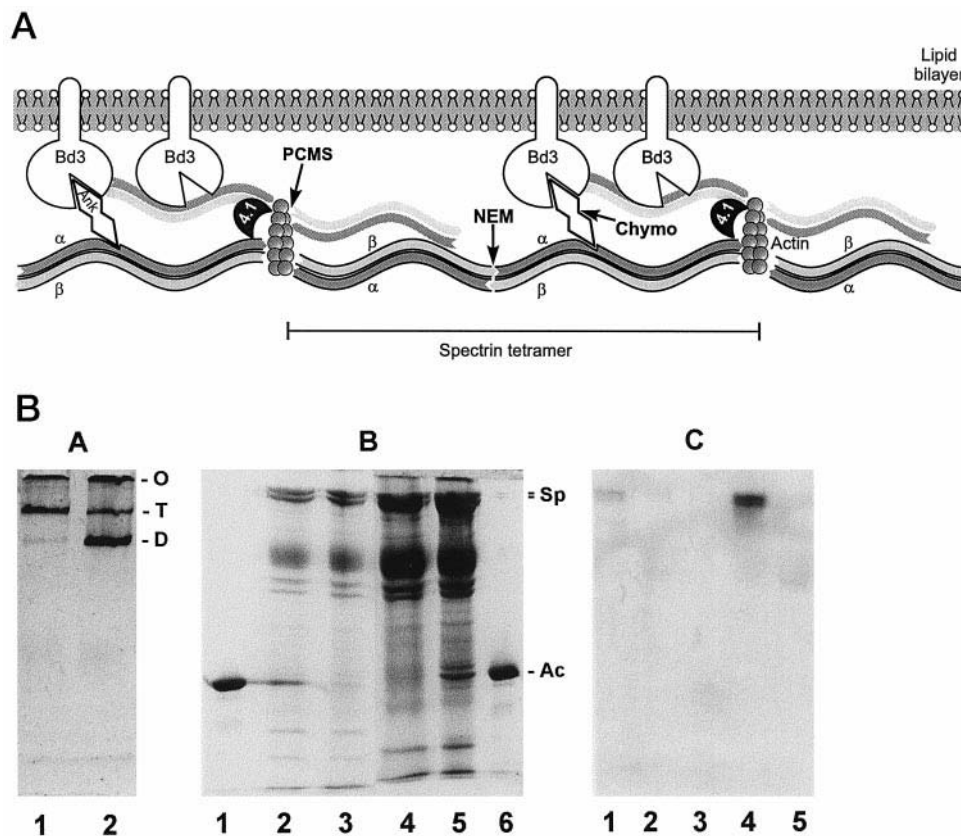 A
Lipid
bilayer
Bd3
Bd3
PCMS
Bd3
Bd3
Ank
4.1
NEM
Ank
Chymo
4.1
Actin
α
β
α
β
β
α
β
α
Spectrin tetramer
B
A
B
C
- O
- T
- D
= Sp
- Ac
1 2
1 2 3 4 5 6
1 2 3 4 5